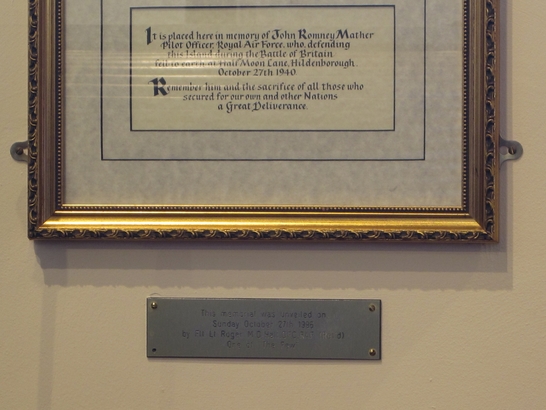 It is placed here in memory of John Romney Mather
Pilot Officer, Royal Air Force, who, defending
this Island during the Battle of Britain
fell to earth at Half Moon Lane, Hildenborough
October 27th 1940
Remember him and the sacrifice of all those who
secured for our own and other Nations
a Great Deliverance.
This memorial was unveiled on
Sunday October 27th
by